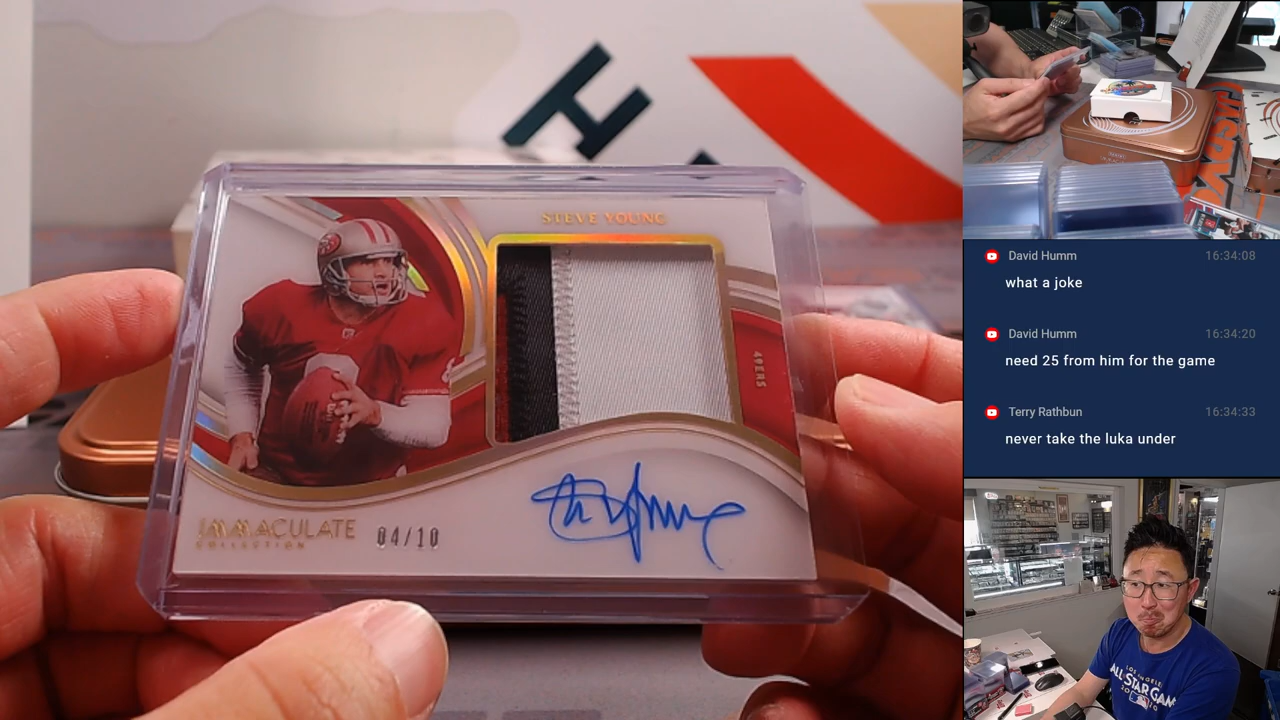 H
STEVE YOUNG
49ERS
IMMACULATE
COLLECTION
04/10
David Humm
16:34:08
what a joke
David Humm
16:34:20
need 25 from him for the game
Terry Rathbun
16:34:33
never take the luka under
LOS ANGELES
ALL STAR GAME